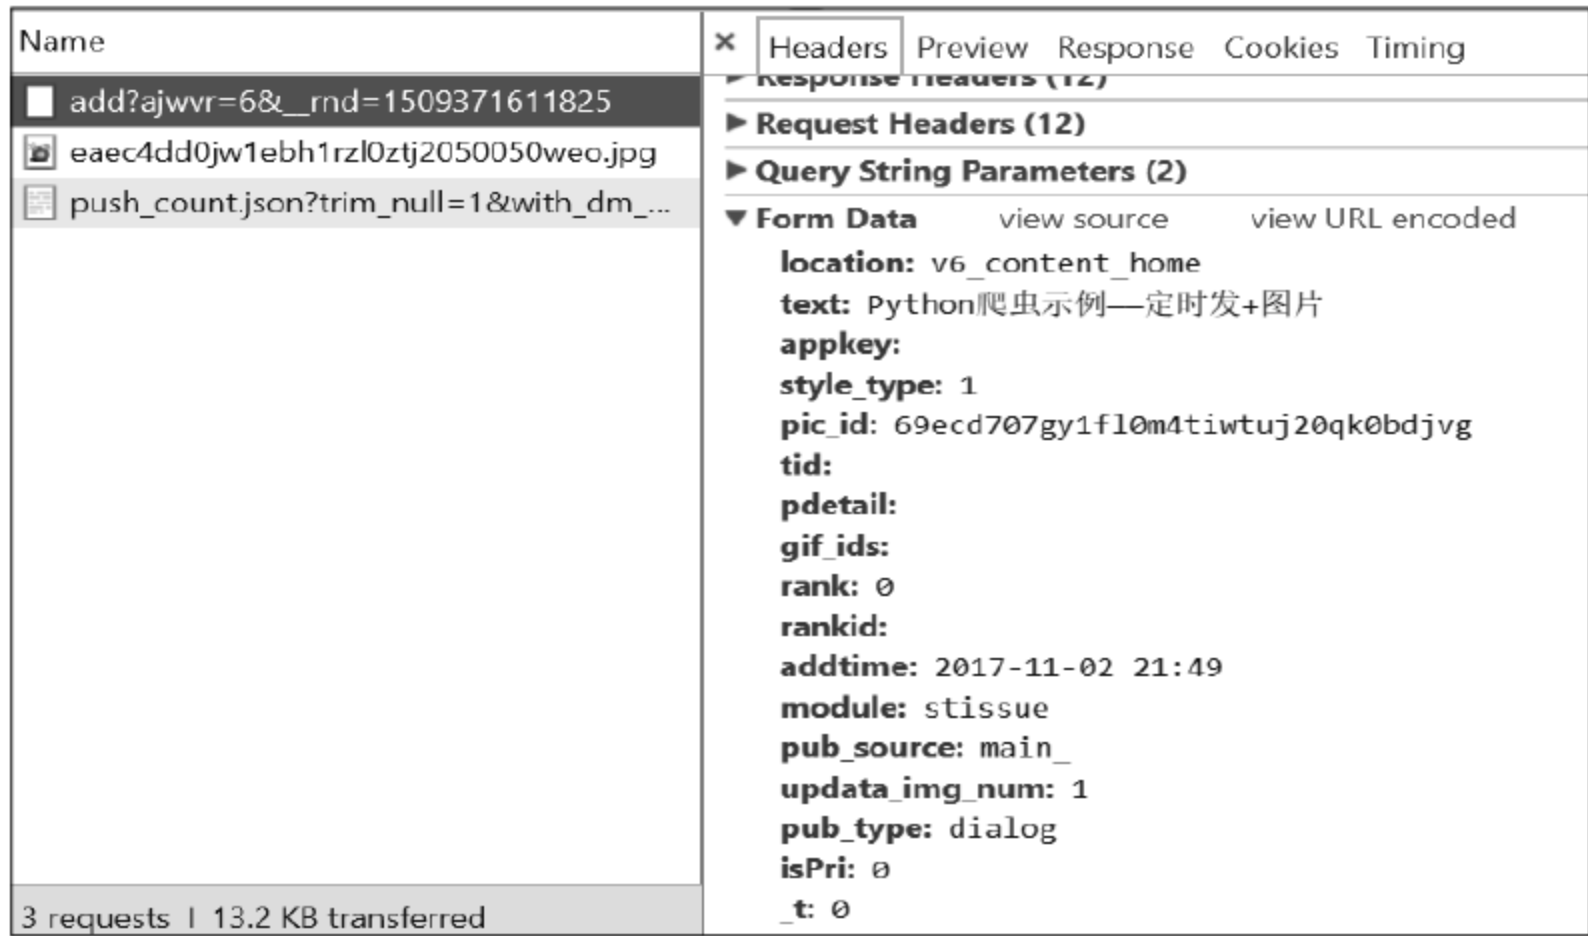 Name
add?ajwvr=6&__rnd=1509371611825
eaec4dd0jw1ebh1rzl0ztj2050050weo.jpg
push_count.json?trim_null=1&with_dm_...
3 requests | 13.2 KB transferred
× Headers Preview Response Cookies Timing
Response Headers (12)
Request Headers (12)
Query String Parameters (2)
Form Data view source view URL encoded
location: v6_content_home
text: Python爬虫示例——定时发+图片
appkey:
style_type: 1
pic_id: 69ecd707gy1fl0m4tiwtuj20qk0bdjvg
tid:
pdetail:
gif_ids:
rank: 0
rankid:
addtime: 2017-11-02 21:49
module: stissue
pub_source: main_
updata_img_num: 1
pub_type: dialog
isPri: 0
_t: 0